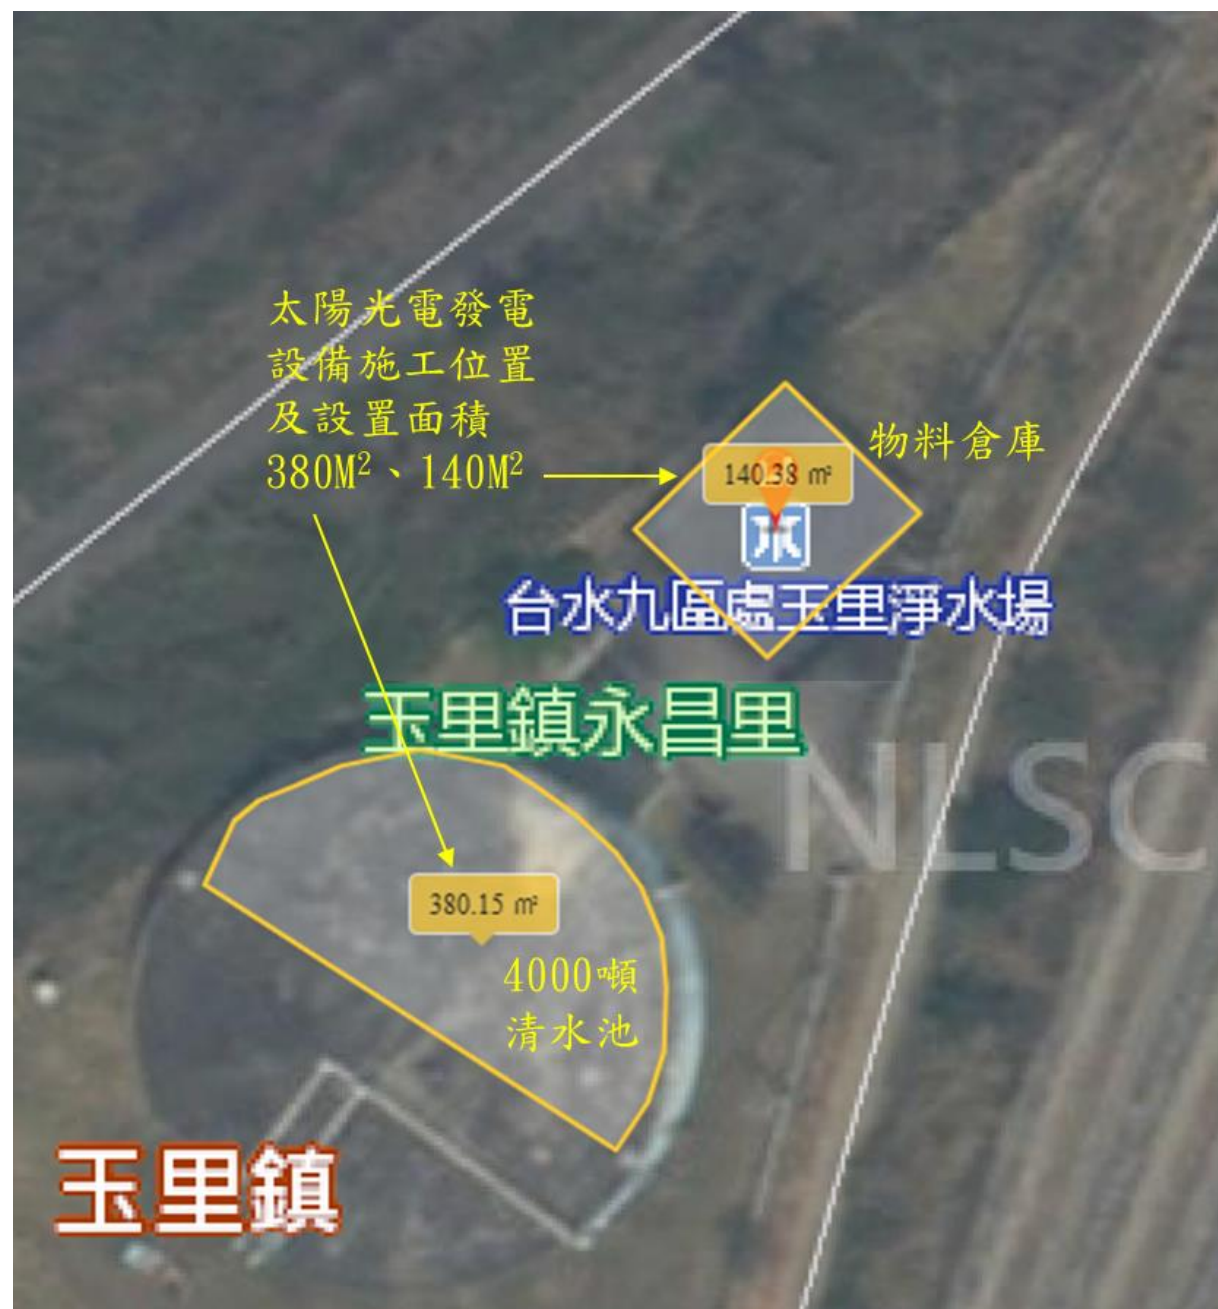 太陽光電發電
設備施工位置
及設置面積
380M²、140M²
物料倉庫
140.38 m²
台水九區處玉里淨水場
玉里鎮永昌里
NLSC
380.15 m²
4000噸
清水池
玉里鎮